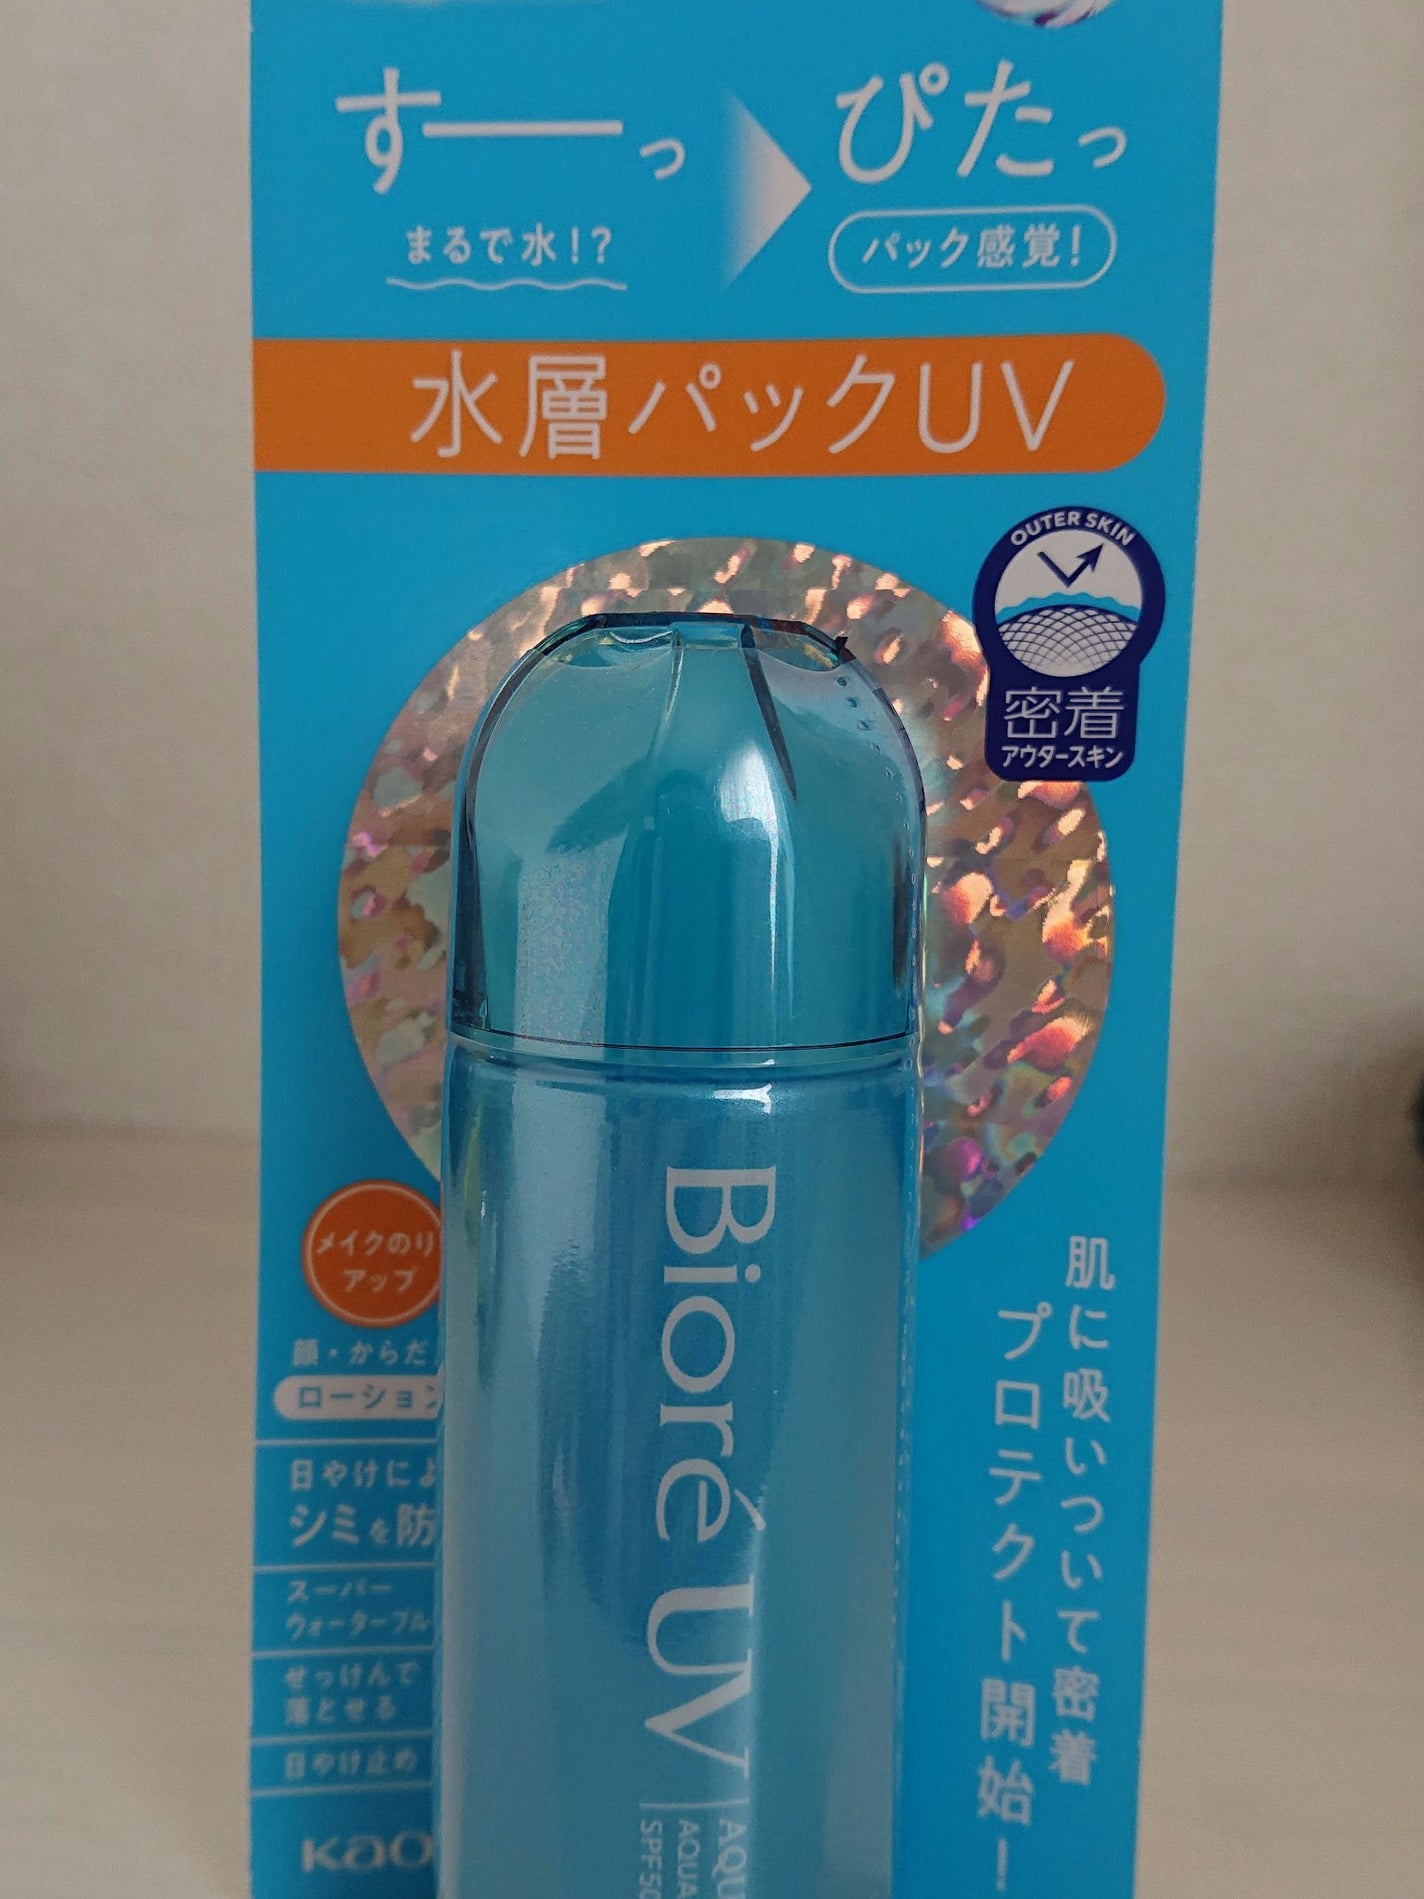 すーっ
ぴたっ
まるで水!?
パック感覚!
水層パックUV
OUTER SKIN
密着
アウタースキン
メイクのり
アップ
顔・からだ
ローション
日やけによ
シミを防
スーパー
ウォータープルー
せっけんで
落とせる
日やけ止め
Kao
Bioré UV
AQU
AQUA
SPF50
肌に吸いついて密着
プロテクト開始!